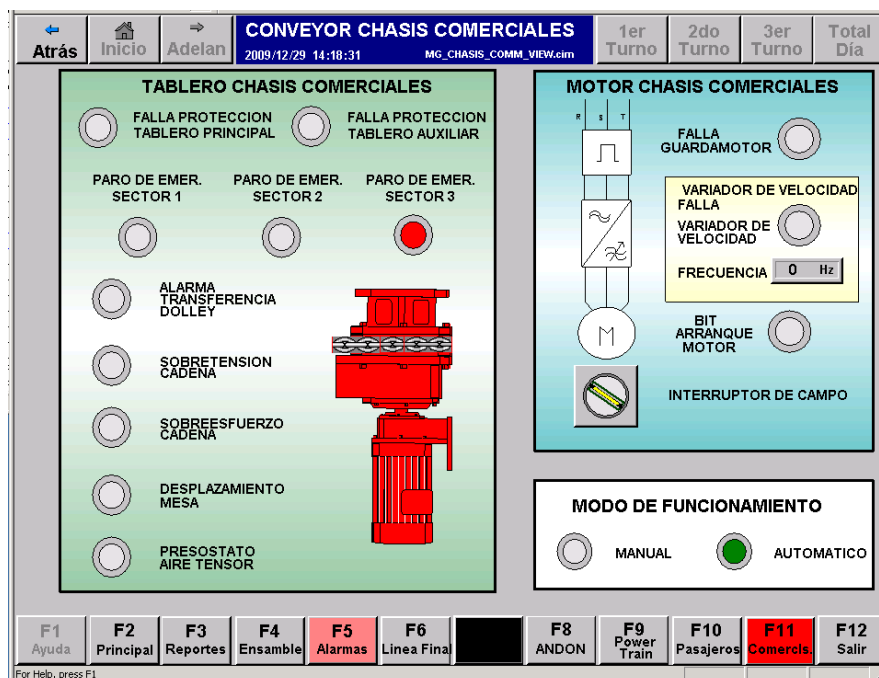 Atrás
Inicio
Adelan
CONVEYOR CHASIS COMERCIALES
2009/12/29 14:18:31 MG_CHASIS_COMM_VIEW.cim
1er
Turno
2do
Turno
3er
Turno
Total
Día
TABLERO CHASIS COMERCIALES
FALLA PROTECCION
TABLERO PRINCIPAL
FALLA PROTECCION
TABLERO AUXILIAR
PARO DE EMER.
SECTOR 1
PARO DE EMER.
SECTOR 2
PARO DE EMER.
SECTOR 3
ALARMA
TRANSFERENCIA
DOLLEY
SOBRETENSION
CADENA
SOBREESFUERZO
CADENA
DESPLAZAMIENTO
MESA
PRESOSTATO
AIRE TENSOR
MOTOR CHASIS COMERCIALES
R S T
FALLA
GUARDAMOTOR
VARIADOR DE VELOCIDAD
FALLA
VARIADOR DE
VELOCIDAD
FRECUENCIA 0 Hz
M
BIT
ARRANQUE
MOTOR
INTERRUPTOR DE CAMPO
MODO DE FUNCIONAMIENTO
MANUAL
AUTOMATICO
F1
Ayuda
F2
Principal
F3
Reportes
F4
Ensamble
F5
Alarmas
F6
Linea Final
F8
ANDON
F9
Power
Train
F10
Pasajeros
F11
Comercls.
F12
Salir
For Help, press F1